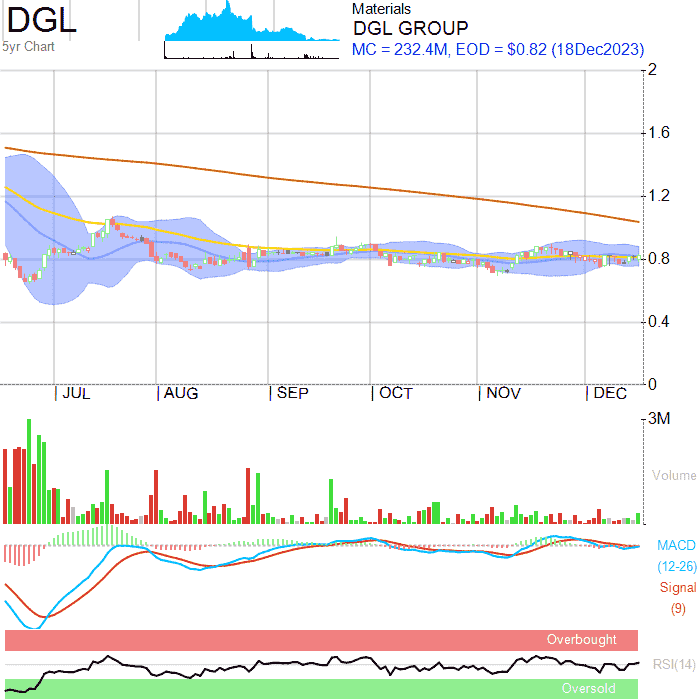 DGL
5yr Chart
Materials
DGL GROUP
MC = 232.4M, EOD = $0.82 (18Dec2023)
2
1.6
1.2
0.8
0.4
0
JUL AUG SEP OCT NOV DEC
3M
Volume
MACD
(12-26)
Signal
(9)
Overbought
RSI(14)
Oversold